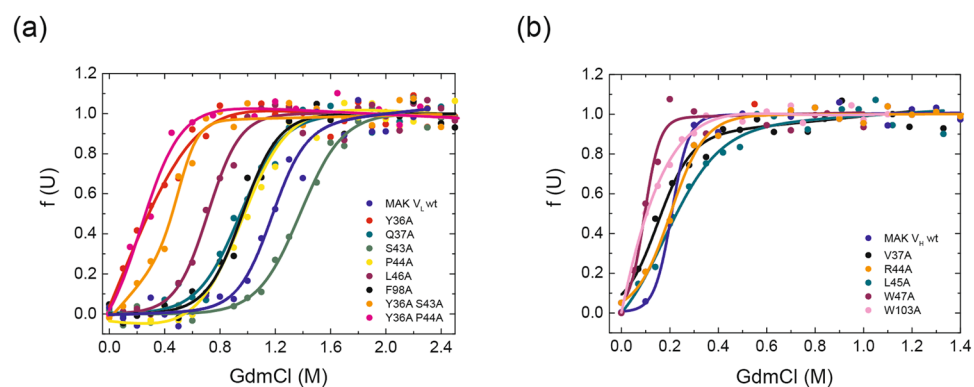 (a)
f (U)
1.2
1.0
0.8
0.6
0.4
0.2
0.0
0.0 0.4 0.8 1.2 1.6 2.0 2.4
GdmCl (M)
MAK VL wt
Y36A
Q37A
S43A
P44A
L46A
F98A
Y36A S43A
Y36A P44A
(b)
f (U)
1.2
1.0
0.8
0.6
0.4
0.2
0.0
0.0 0.2 0.4 0.6 0.8 1.0 1.2 1.4
GdmCl (M)
MAK VH wt
V37A
R44A
L45A
W47A
W103A